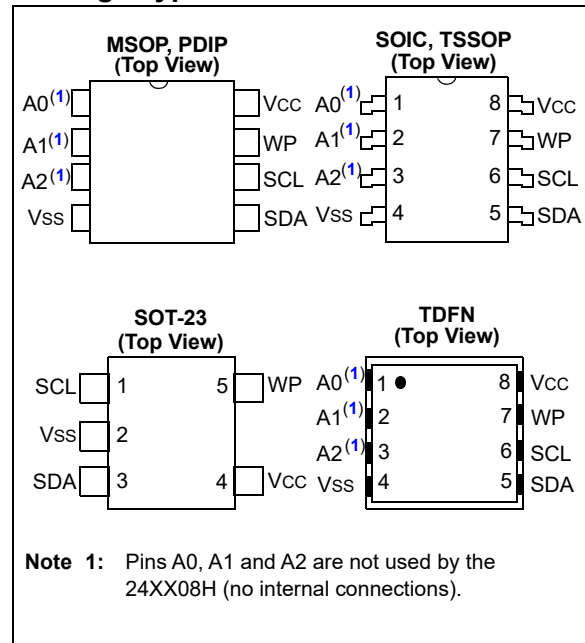 MSOP, PDIP
(Top View)
A0(1)
A1(1)
A2(1)
VSS
VCC
WP
SCL
SDA
SOIC, TSSOP
(Top View)
A0(1) 1 8 VCC
A1(1) 2 7 WP
A2(1) 3 6 SCL
VSS 4 5 SDA
SOT-23
(Top View)
SCL 1 5 WP
VSS 2
SDA 3 4 VCC
TDFN
(Top View)
A0(1) 1 8 VCC
A1(1) 2 7 WP
A2(1) 3 6 SCL
VSS 4 5 SDA
Note 1: Pins A0, A1 and A2 are not used by the
24XX08H (no internal connections).